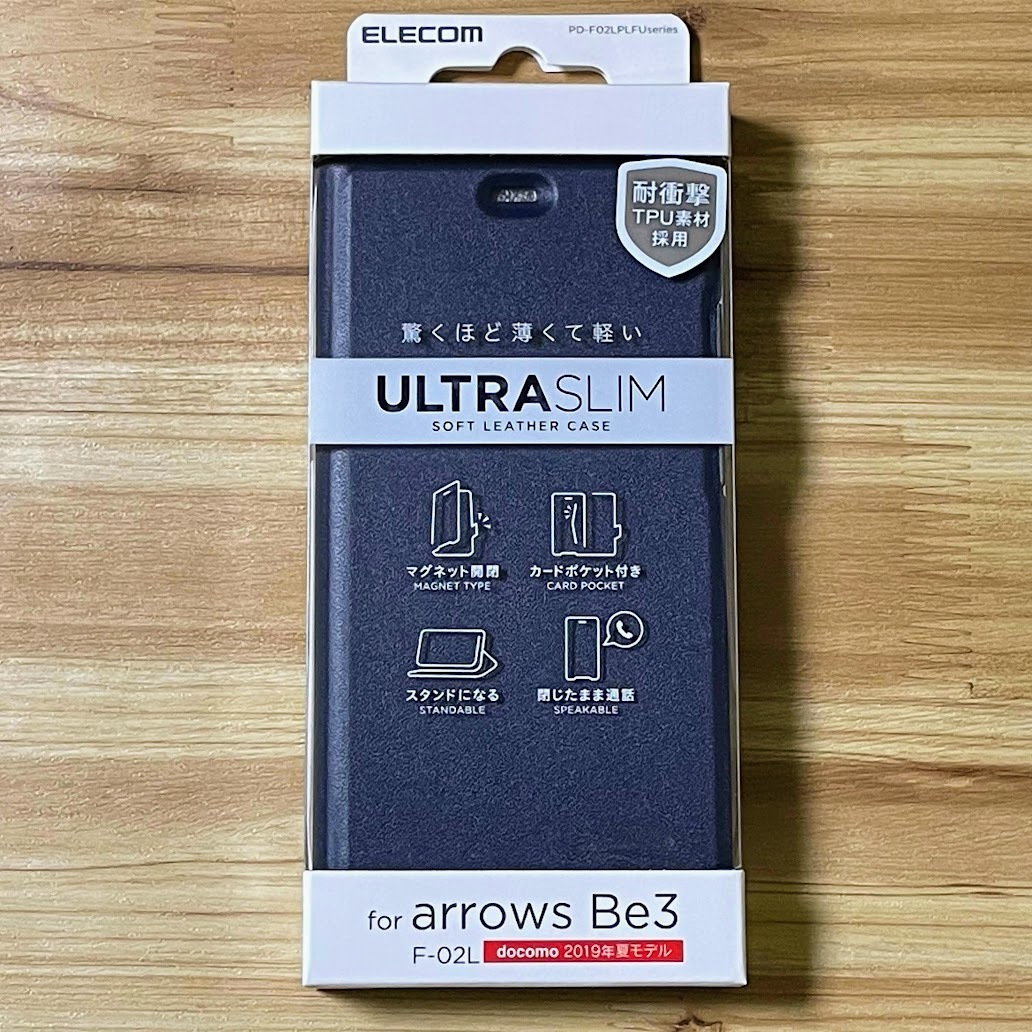 ELECOM
PD-F02LPLFUseries
耐衝撃
TPU素材
採用
驚くほど薄くて軽い
ULTRASLIM
SOFT LEATHER CASE
マグネット開閉
MAGNET TYPE
カードポケット付き
CARD POCKET
スタンドになる
STANDABLE
閉じたまま通話
SPEAKABLE
for arrows Be3
F-02L docomo 2019年夏モデル